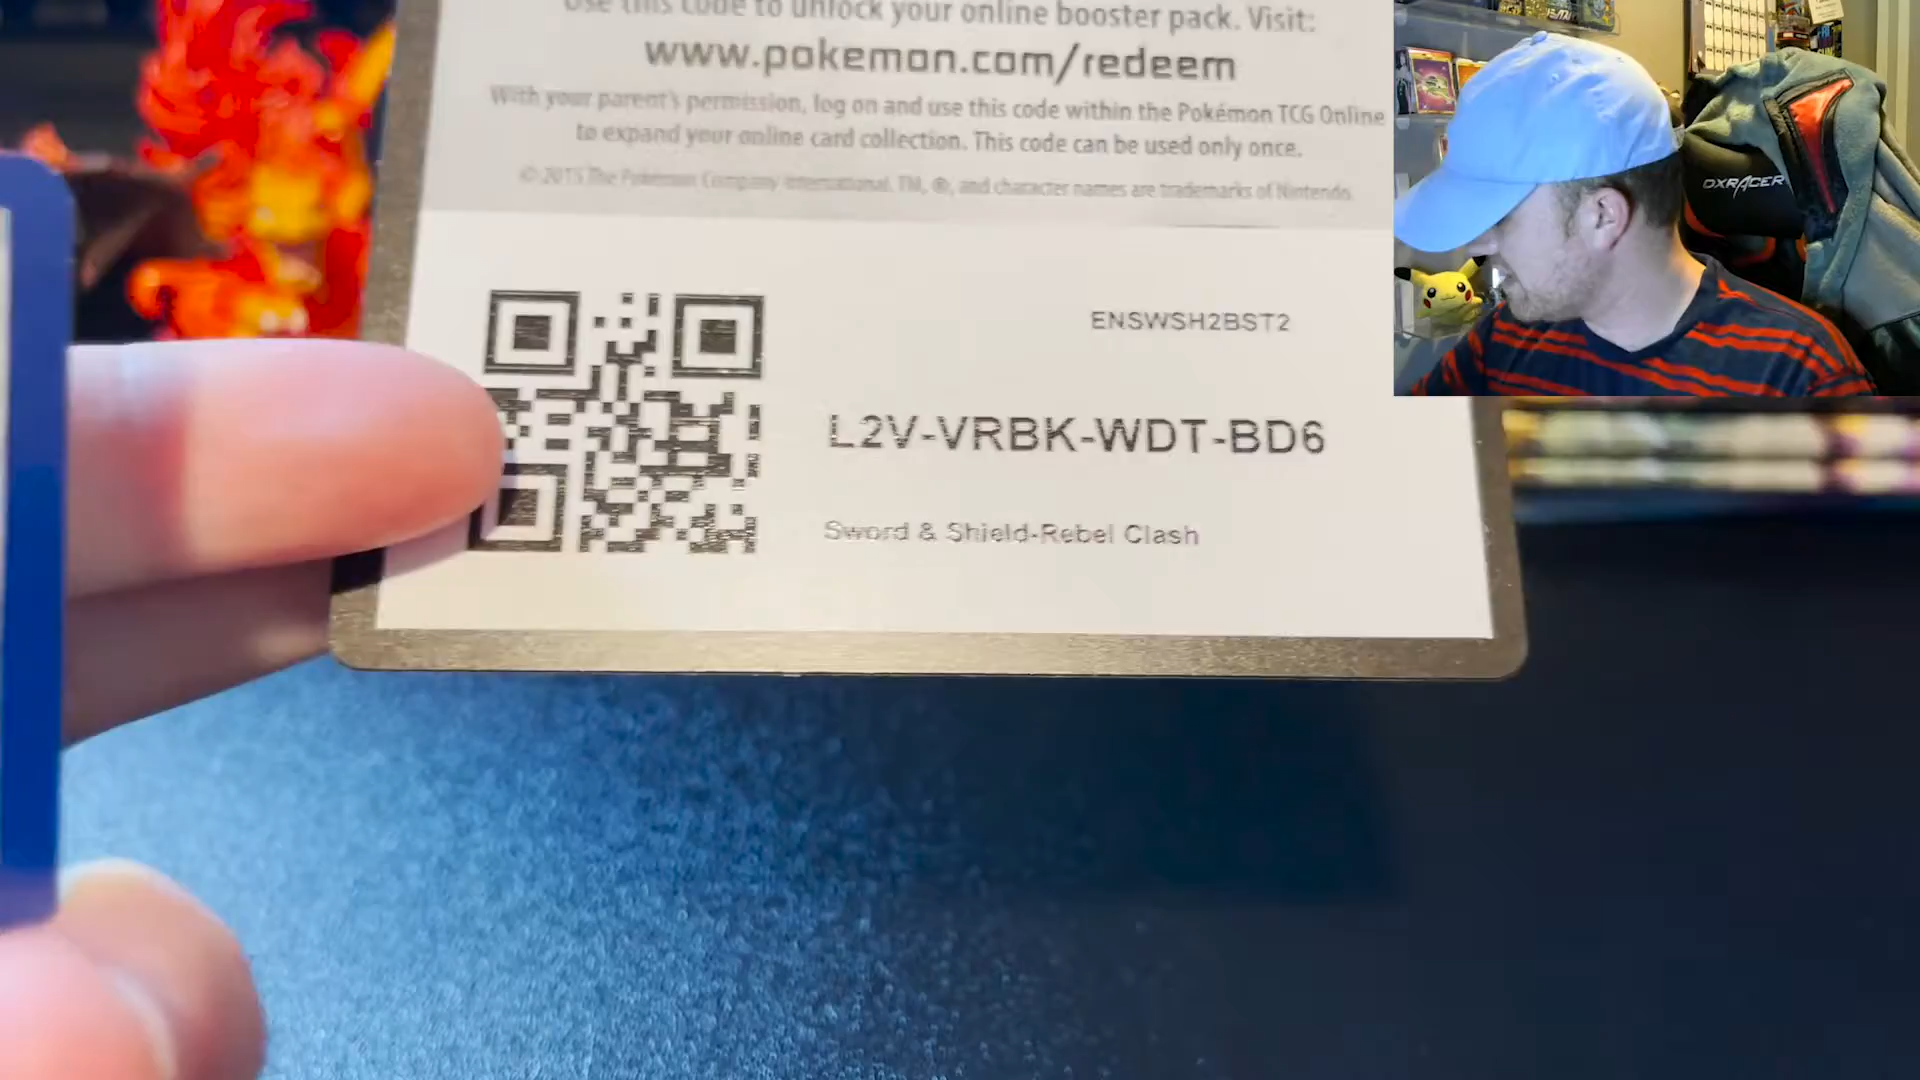 Use this code to unlock your online booster pack. Visit:
www.pokemon.com/redeem
With your parent's permission, log on and use this code within the Pokémon TCG Online
to expand your online card collection. This code can be used only once.
© 2015 The Pokémon Company International. TM, ®, and character names are trademarks of Nintendo.
ENSWSH2BST2
L2V-VRBK-WDT-BD6
Sword & Shield-Rebel Clash
DXRACER